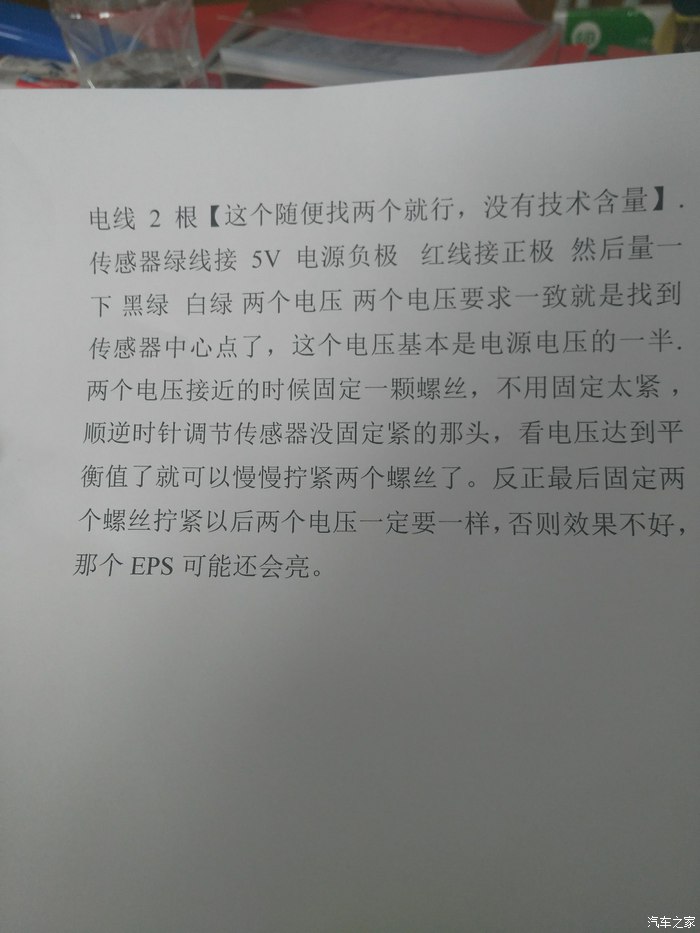 电线 2 根【这个随便找两个就行，没有技术含量】.
传感器绿线接 5V 电源负极 红线接正极 然后量一
下 黑绿 白绿 两个电压 两个电压要求一致就是找到
传感器中心点了，这个电压基本是电源电压的一半.
两个电压接近的时候固定一颗螺丝，不用固定太紧，
顺逆时针调节传感器没固定紧的那头，看电压达到平
衡值了就可以慢慢拧紧两个螺丝了。反正最后固定两
个螺丝拧紧以后两个电压一定要一样，否则效果不好，
那个 EPS 可能还会亮。
汽车之家